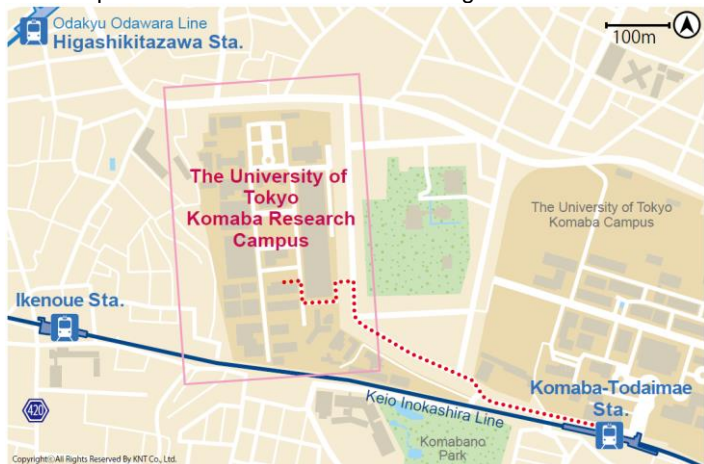 Odakyu Odawara Line
Higashikitazawa Sta.
100m
The University of
Tokyo
Komaba Research
Campus
The University of Tokyo
Komaba Campus
Ikenoue Sta.
Komaba-Todaimae
Sta.
Keio Inokashira Line
420
Komabano
Park
Copyright©All Rights Reserved By KNT Co., Ltd.